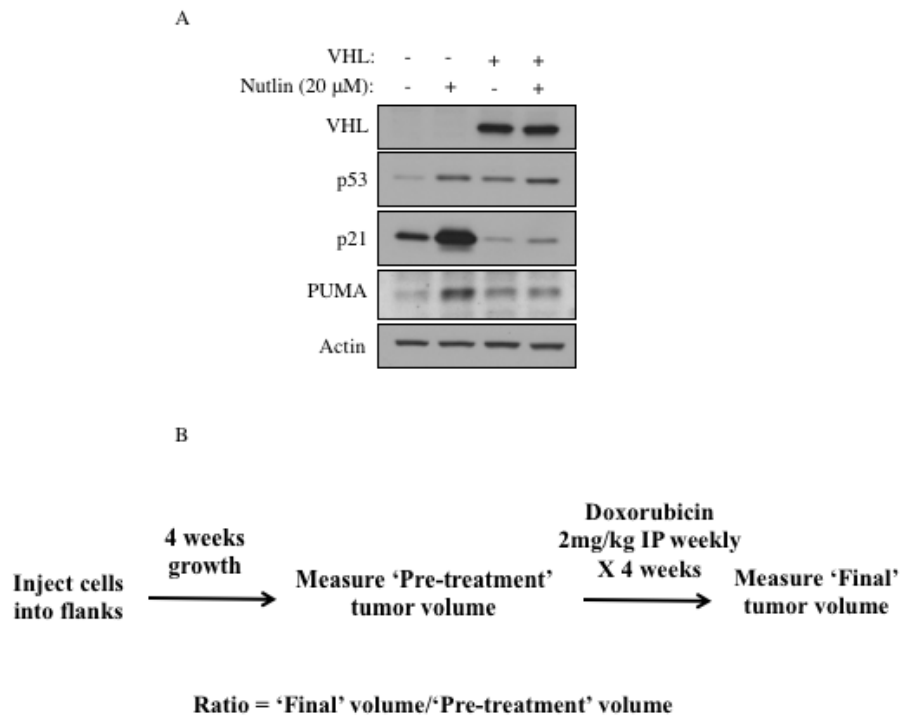 A
VHL: - - + +
Nutlin (20 µM): - + - +
VHL
p53
p21
PUMA
Actin
B
Inject cells
into flanks
4 weeks
growth
Measure ‘Pre-treatment’
tumor volume
Doxorubicin
2mg/kg IP weekly
X 4 weeks
Measure ‘Final’
tumor volume
Ratio = ‘Final’ volume/‘Pre-treatment’ volume